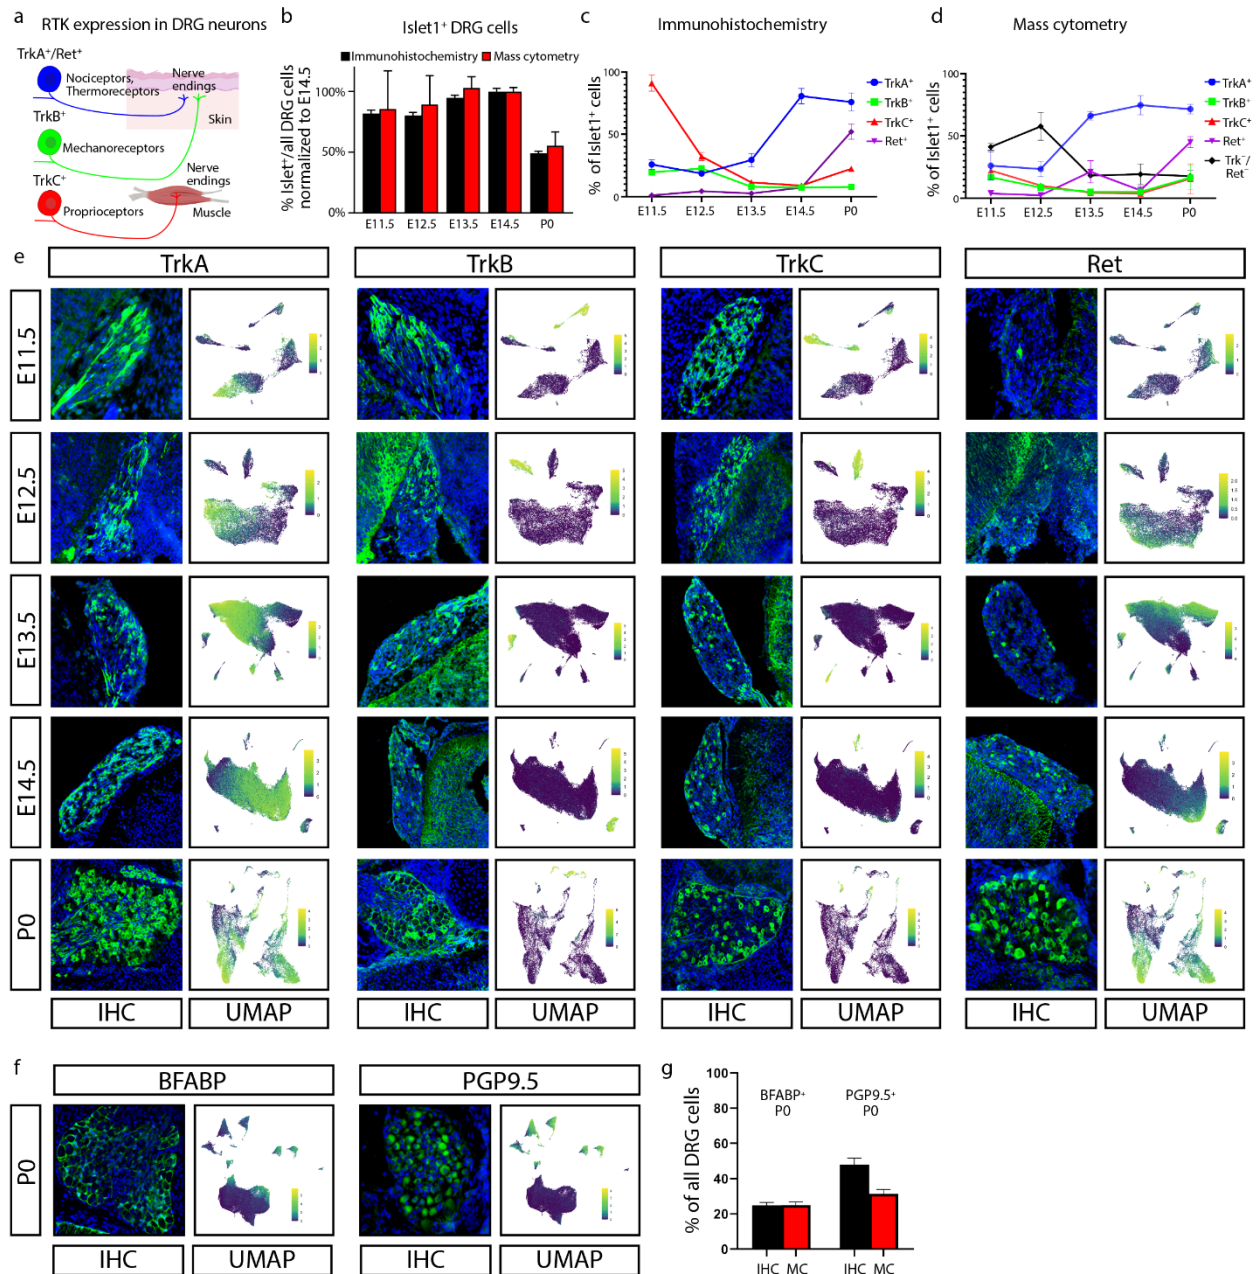 a
RTK expression in DRG neurons
TrkA⁺/Ret⁺
Nociceptors,
Thermoreceptors
Nerve
endings
TrkB⁺
Skin
Mechanoreceptors
TrkC⁺
Nerve
endings
Proprioceptors
Muscle
b
Islet1⁺ DRG cells
Immunohistochemistry
Mass cytometry
% Islet⁺/all DRG cells
normalized to E14.5
100%
50%
0%
E11.5 E12.5 E13.5 E14.5 P0
c
Immunohistochemistry
% of Islet1⁺ cells
100
50
0
E11.5 E12.5 E13.5 E14.5 P0
TrkA⁺
TrkB⁺
TrkC⁺
Ret⁺
d
Mass cytometry
% of Islet1⁺ cells
100
50
0
E11.5 E12.5 E13.5 E14.5 P0
TrkA⁺
TrkB⁺
TrkC⁺
Ret⁺
Trk⁻/
Ret⁻
e
TrkA TrkB TrkC Ret
E11.5
E12.5
E13.5
E14.5
P0
IHC UMAP IHC UMAP IHC UMAP IHC UMAP
f
BFABP PGP9.5
P0
IHC UMAP IHC UMAP
g
% of all DRG cells
100
80
60
40
20
0
BFABP⁺
P0
PGP9.5⁺
P0
IHC MC IHC MC